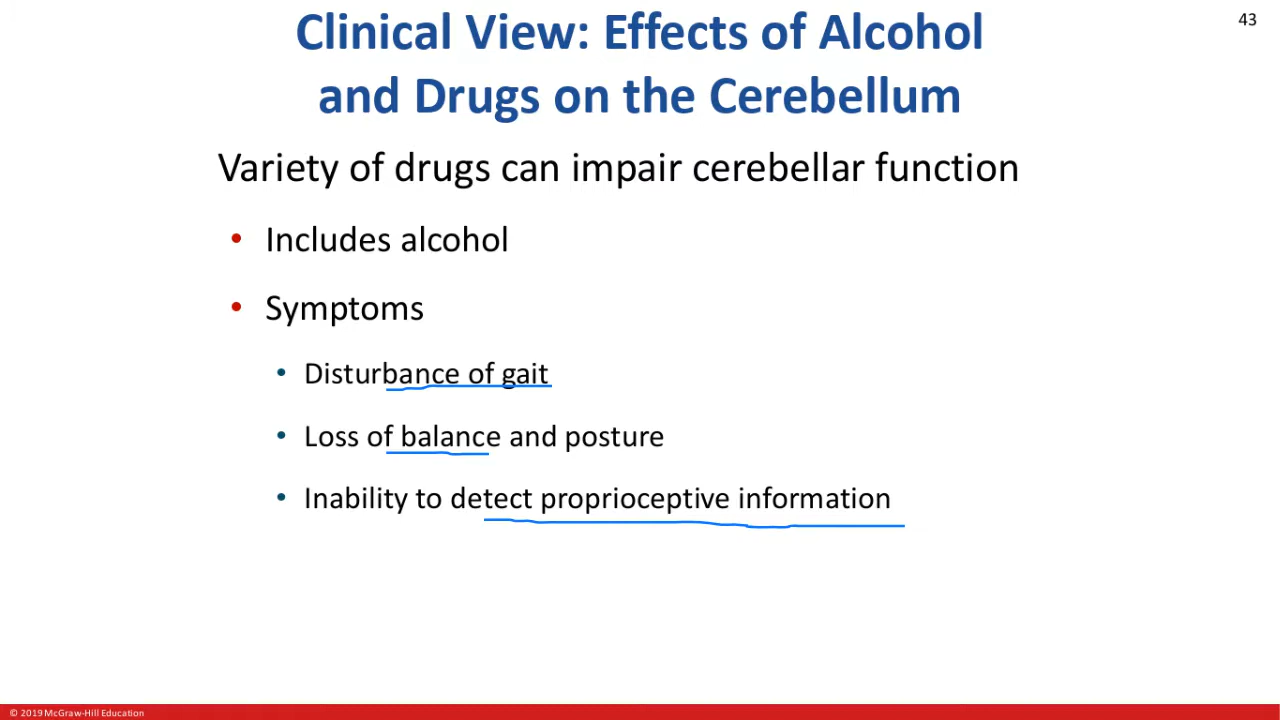 43
Clinical View: Effects of Alcohol
and Drugs on the Cerebellum
Variety of drugs can impair cerebellar function
• Includes alcohol
• Symptoms
• Disturbance of gait
• Loss of balance and posture
• Inability to detect proprioceptive information
© 2019 McGraw-Hill Education